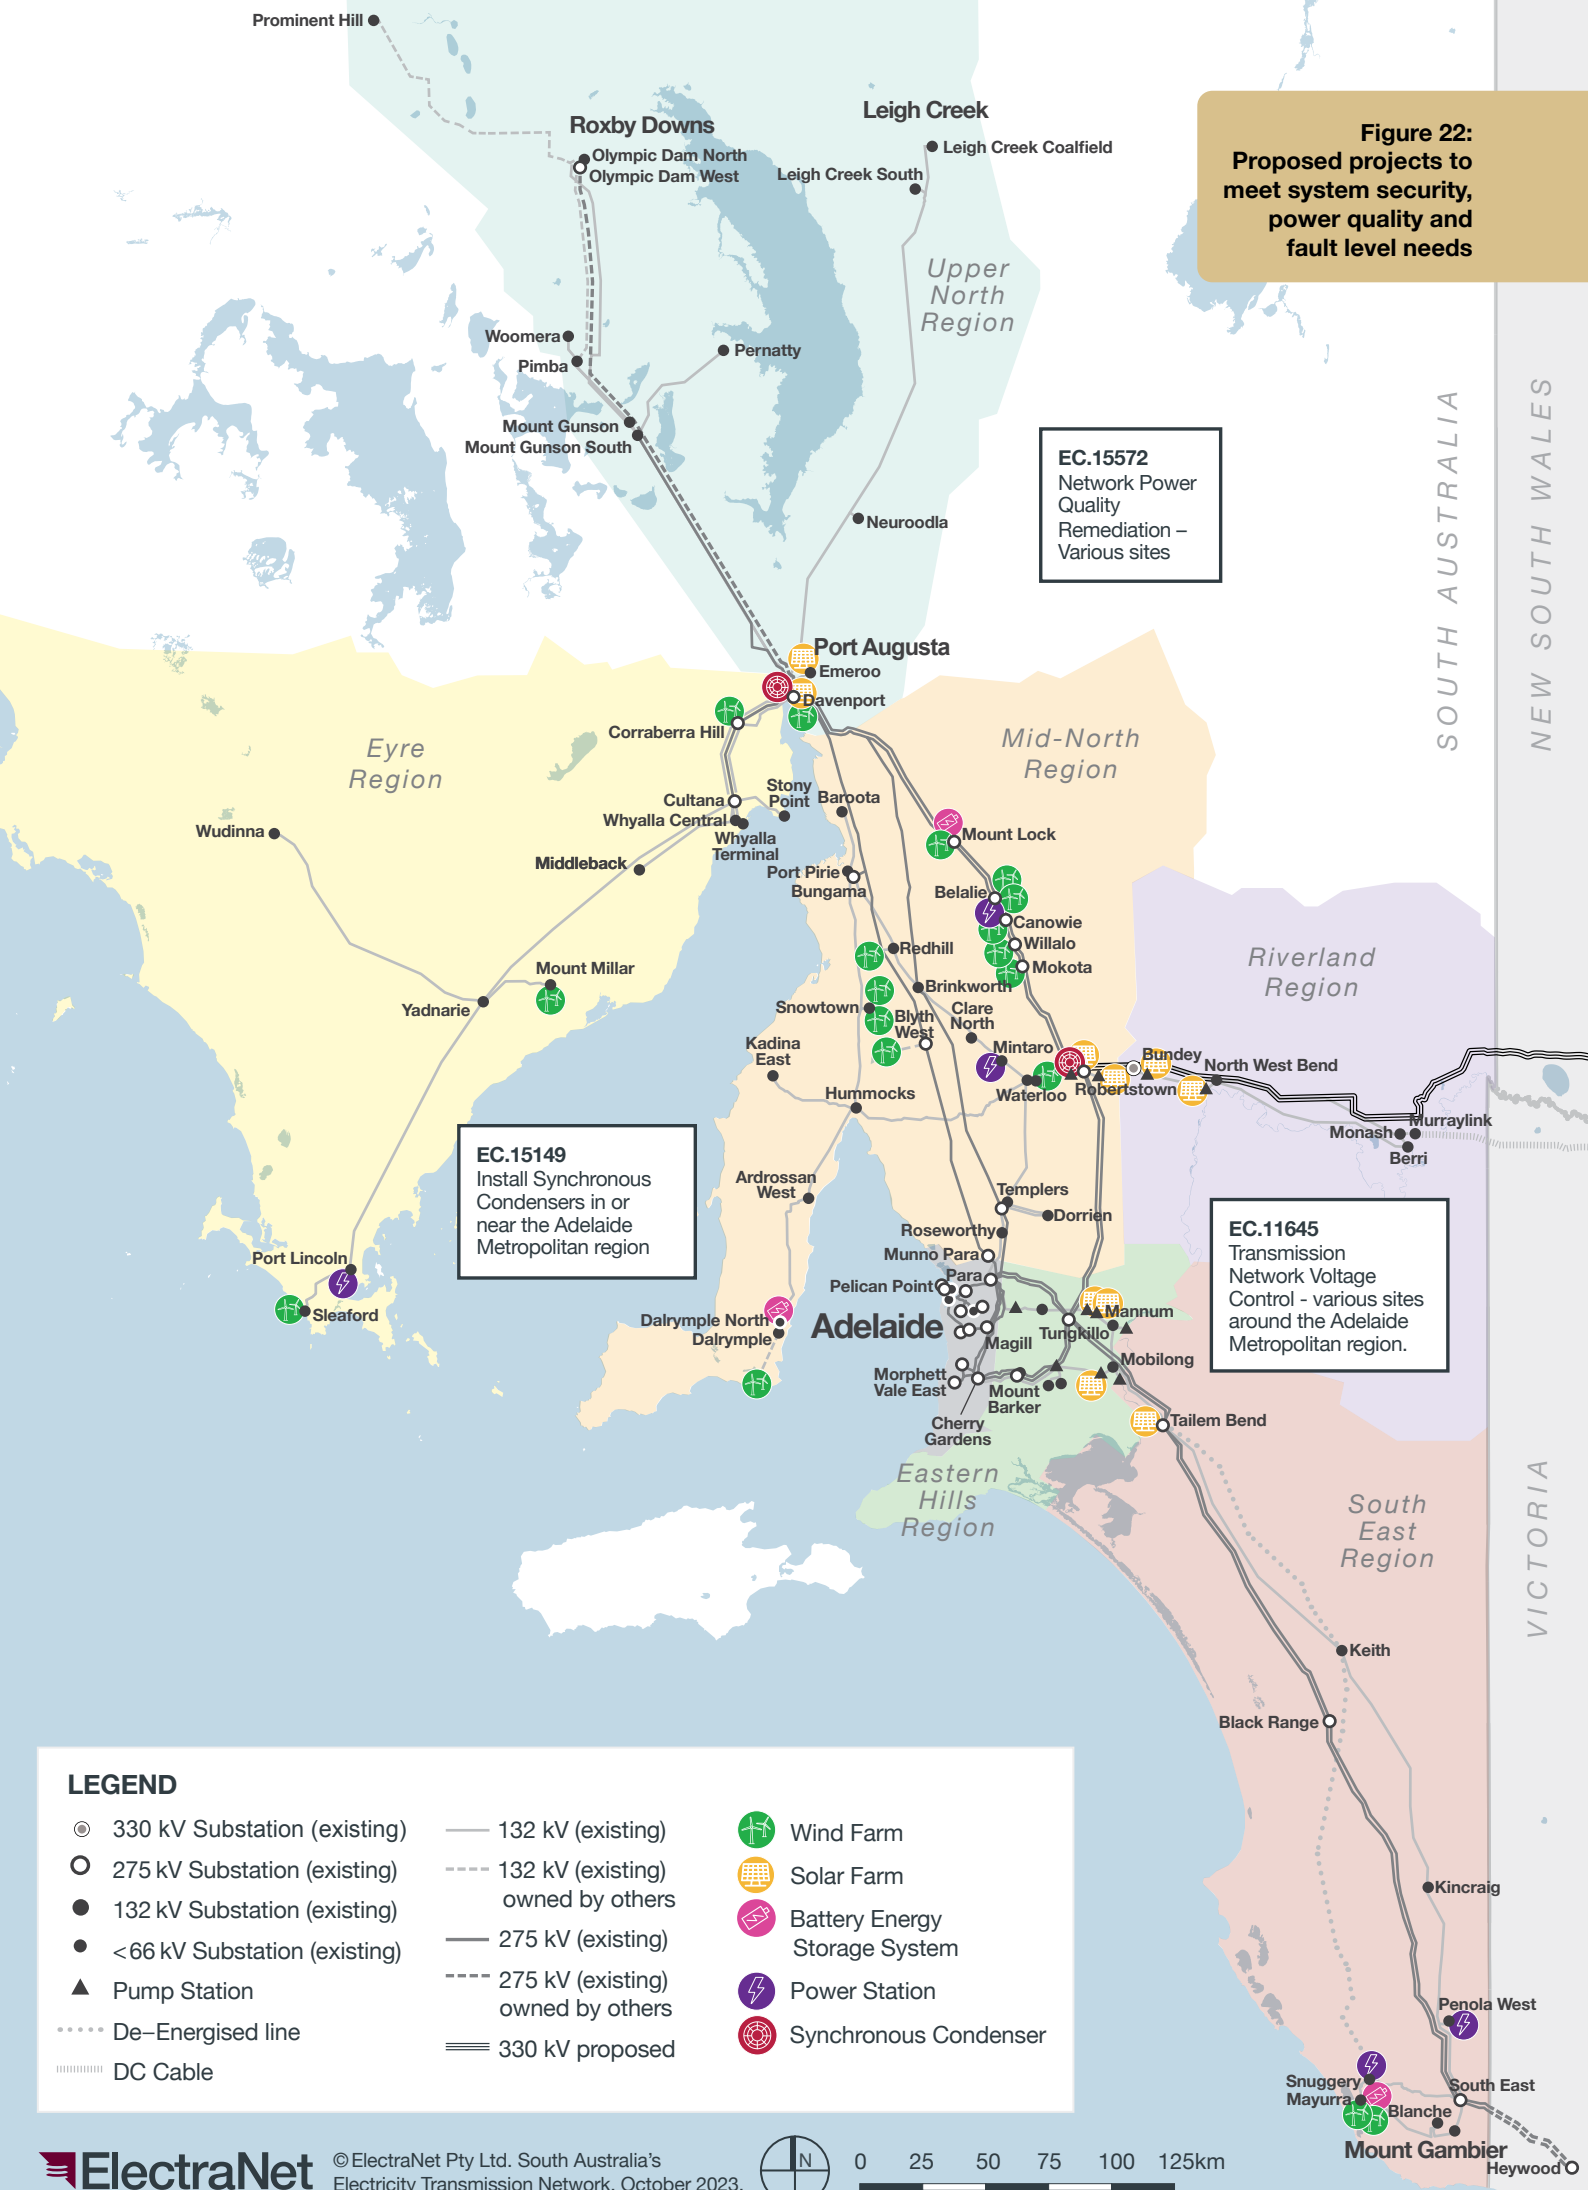 Prominent Hill
Roxby Downs
Olympic Dam North
Olympic Dam West
Leigh Creek
Leigh Creek Coalfield
Leigh Creek South
Figure 22:
Proposed projects to
meet system security,
power quality and
fault level needs
Upper
North
Region
Woomera
Pimba
Pernatty
Mount Gunson
Mount Gunson South
SOUTH AUSTRALIA
NEW SOUTH WALES
EC.15572
Network Power
Quality
Remediation –
Various sites
Neuroodla
Port Augusta
Emeroo
Davenport
Corraberra Hill
Eyre
Region
Mid-North
Region
Cultana
Stony
Point
Baroota
Whyalla Central
Whyalla
Terminal
Wudinna
Middleback
Mount Lock
Port Pirie
Bungama
Belalie
Canowie
Willalo
Mokota
Redhill
Riverland
Region
Mount Millar
Yadnarie
Brinkworth
Snowtown
Blyth
West
Clare
North
Kadina
East
Mintaro
Bundey
North West Bend
Waterloo
Robertstown
Hummocks
Murraylink
Monash
Berri
EC.15149
Install Synchronous
Condensers in or
near the Adelaide
Metropolitan region
Ardrossan
West
Templers
Dorrien
Roseworthy
EC.11645
Transmission
Network Voltage
Control - various sites
around the Adelaide
Metropolitan region.
Munno Para
Para
Pelican Point
Port Lincoln
Sleaford
Dalrymple North
Dalrymple
Adelaide
Magill
Tungkillo
Mannum
Mobilong
Morphett
Vale East
Mount
Barker
Cherry
Gardens
Tailem Bend
Eastern
Hills
Region
South
East
Region
VICTORIA
Keith
Black Range
Kincraig
Penola West
Snuggery
Mayurra
South East
Blanche
Mount Gambier
Heywood
LEGEND
330 kV Substation (existing)
275 kV Substation (existing)
132 kV Substation (existing)
<66 kV Substation (existing)
Pump Station
De–Energised line
DC Cable
132 kV (existing)
132 kV (existing)
owned by others
275 kV (existing)
275 kV (existing)
owned by others
330 kV proposed
Wind Farm
Solar Farm
Battery Energy
Storage System
Power Station
Synchronous Condenser
ElectraNet
© ElectraNet Pty Ltd. South Australia's
Electricity Transmission Network. October 2023.
N
0 25 50 75 100 125km